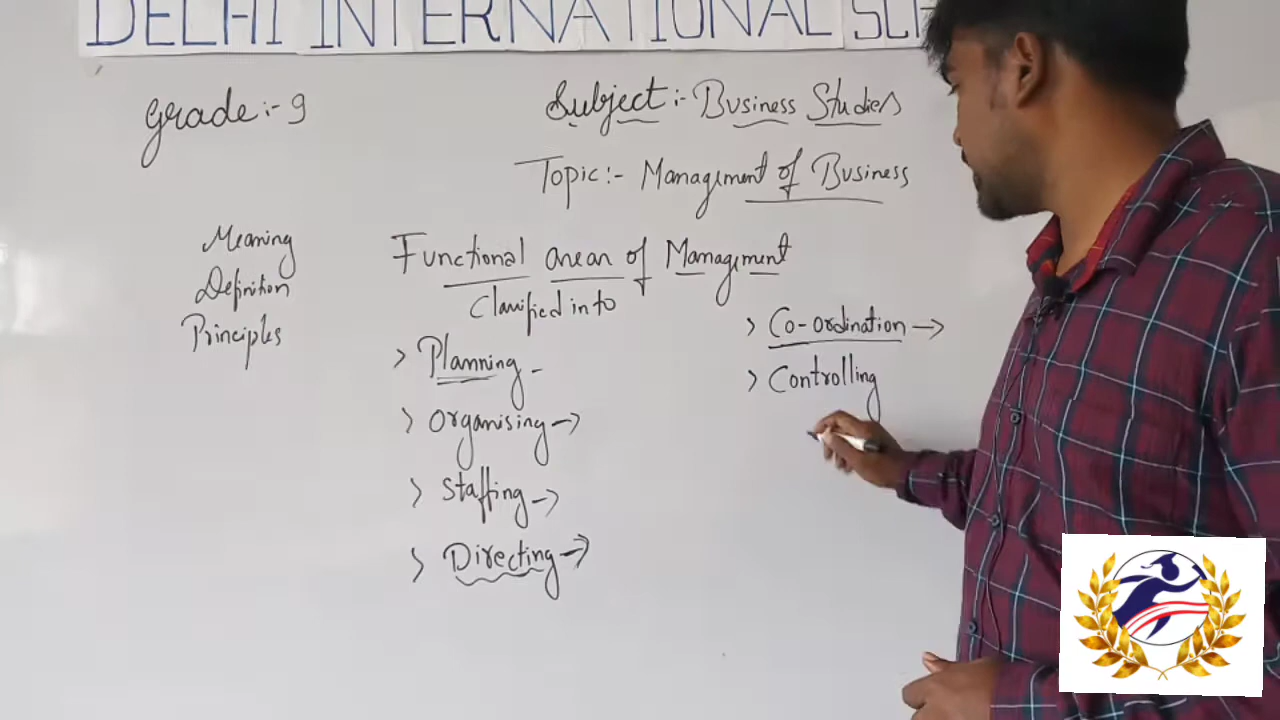 DELHI INTERNATIONAL SC
Grade:- 9
Subject:- Business Studies
Topic:- Management of Business
Meaning
Definition
Principles
Functional area of Management
Classified into
> Planning -
> Organising ->
> Staffing ->
> Directing ->
> Co-ordination ->
> Controlling